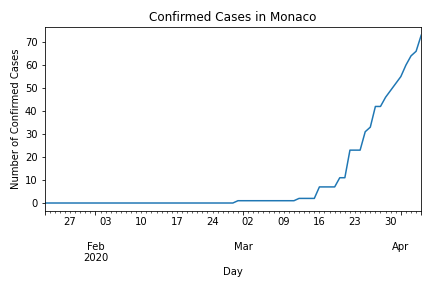 Confirmed Cases in Monaco
Number of Confirmed Cases
70
60
50
40
30
20
10
0
27 03 10 17 24 02 09 16 23 30
Feb Mar Apr
2020
Day